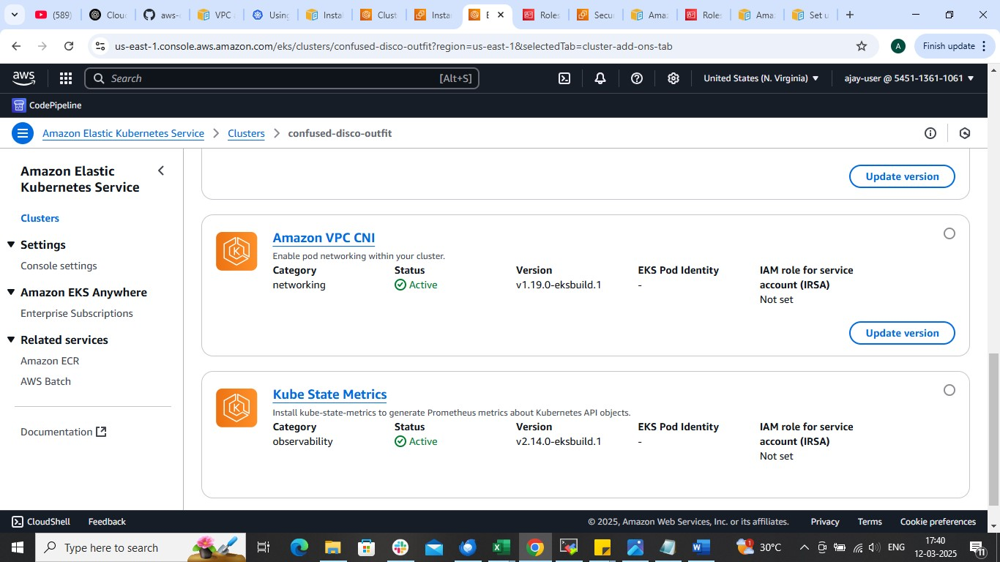 (589)
Cloud
aws-c
VPC
Using
Instal
Clust
Insta
E
Roles
Secu
Amaz
Roles
Amaz
Set u
us-east-1.console.aws.amazon.com/eks/clusters/confused-disco-outfit?region=us-east-1&selectedTab=cluster-add-ons-tab
A
Finish update
aws
Search
[Alt+S]
United States (N. Virginia)
ajay-user @ 5451-1361-1061
CodePipeline
Amazon Elastic Kubernetes Service
Clusters
confused-disco-outfit
Amazon Elastic
Kubernetes Service
Clusters
Settings
Console settings
Amazon EKS Anywhere
Enterprise Subscriptions
Related services
Amazon ECR
AWS Batch
Documentation
Update version
Amazon VPC CNI
Enable pod networking within your cluster.
Category
networking
Status
Active
Version
v1.19.0-eksbuild.1
EKS Pod Identity
-
IAM role for service
account (IRSA)
Not set
Update version
Kube State Metrics
Install kube-state-metrics to generate Prometheus metrics about Kubernetes API objects.
Category
observability
Status
Active
Version
v2.14.0-eksbuild.1
EKS Pod Identity
-
IAM role for service
account (IRSA)
Not set
CloudShell
Feedback
© 2025, Amazon Web Services, Inc. or its affiliates.
Privacy
Terms
Cookie preferences
Type here to search
30°C
ENG
17:40
12-03-2025
11